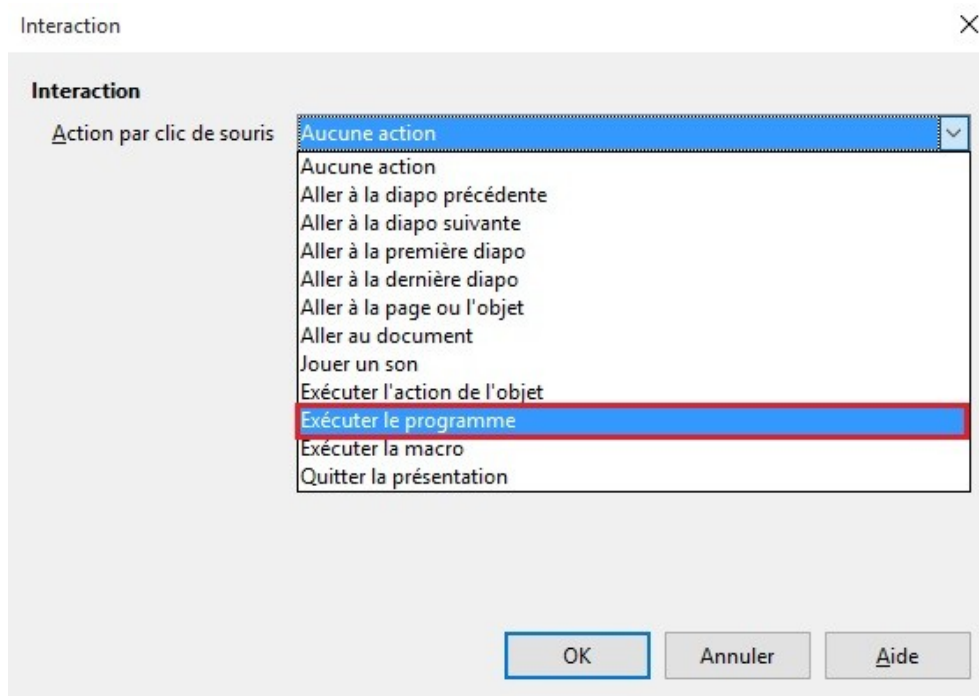 Interaction
Interaction
Action par clic de souris Aucune action
Aucune action
Aller à la diapo précédente
Aller à la diapo suivante
Aller à la première diapo
Aller à la dernière diapo
Aller à la page ou l'objet
Aller au document
Jouer un son
Exécuter l'action de l'objet
Exécuter le programme
Exécuter la macro
Quitter la présentation
OK Annuler Aide